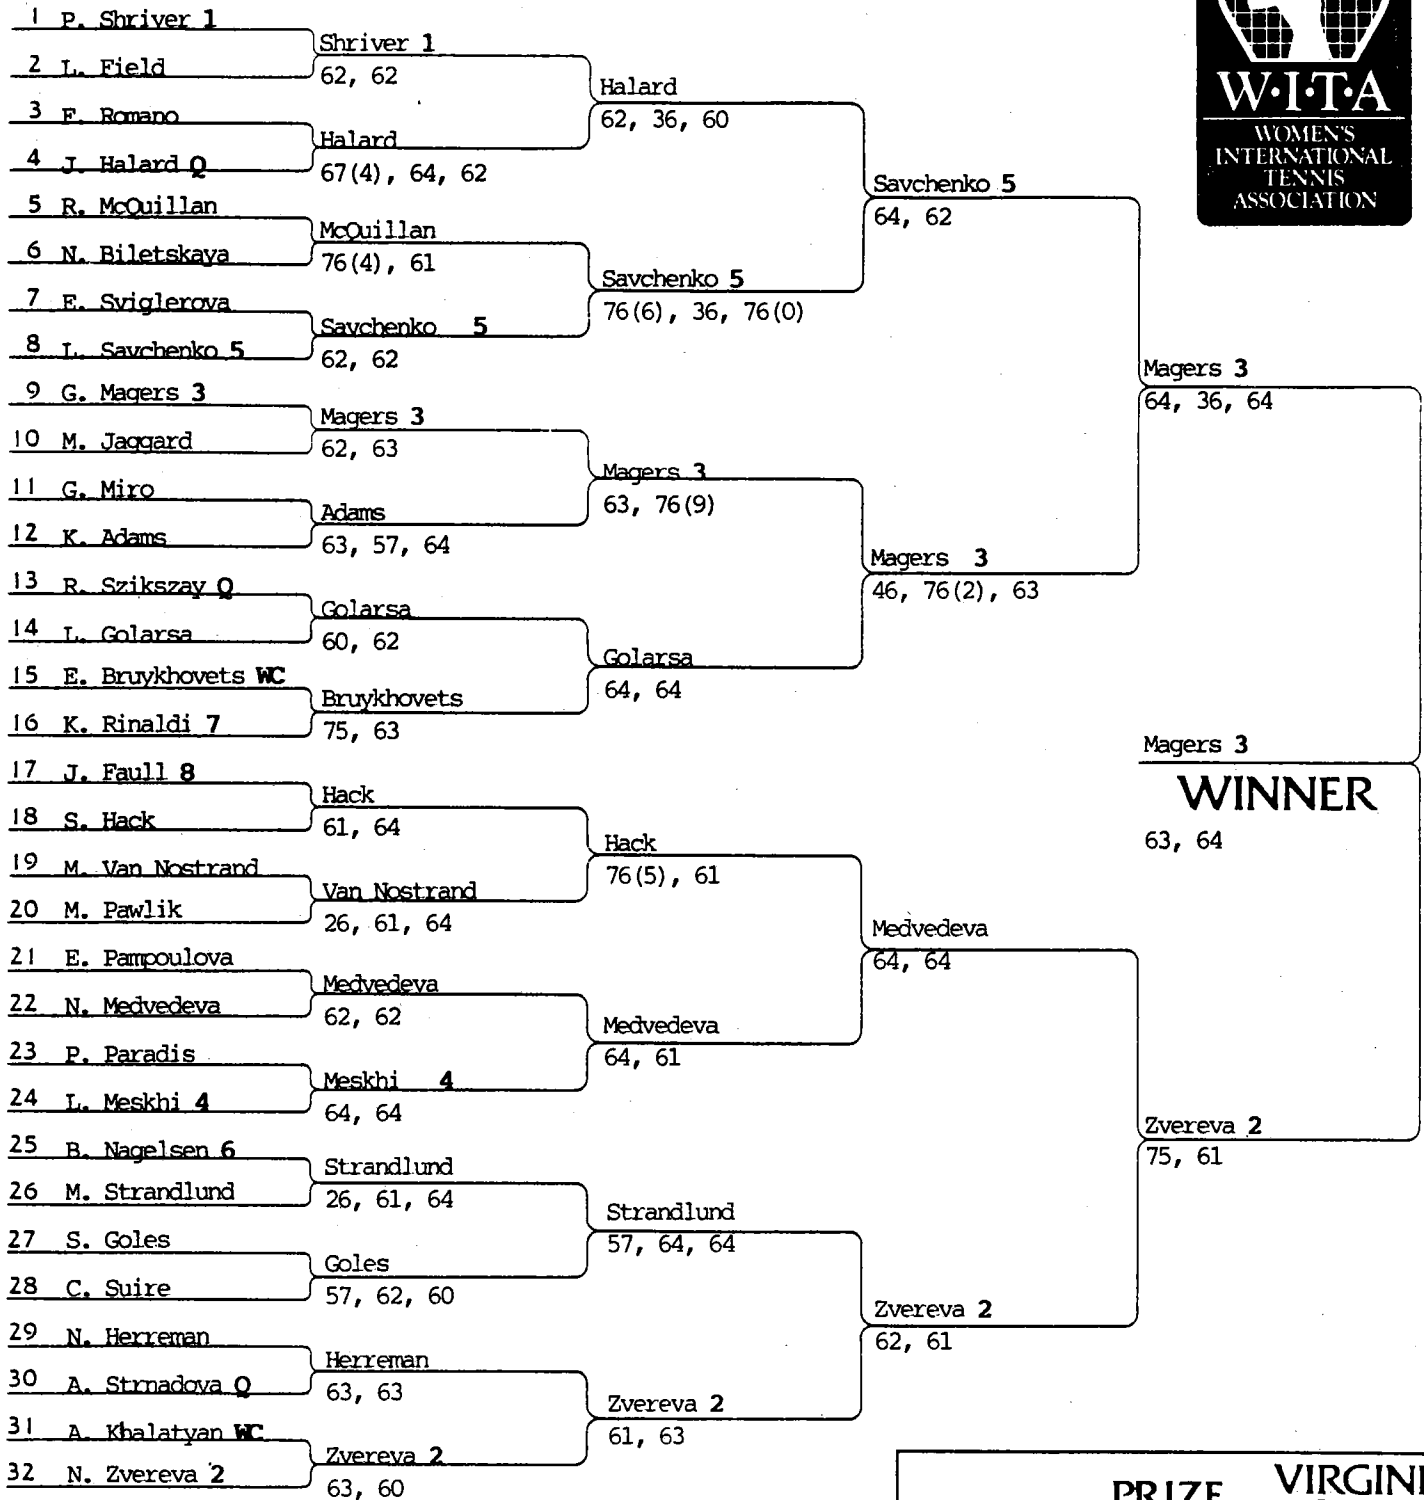 1 P. Shriver 1
2 L. Field
3 F. Romano
4 J. Halard Q
5 R. McQuillan
6 N. Biletskaya
7 E. Sviglerova
8 L. Savchenko 5
9 G. Magers 3
10 M. Jaggard
11 G. Miro
12 K. Adams
13 R. Szikszay Q
14 L. Golarsa
15 E. Bruykhovets WC
16 K. Rinaldi 7
17 J. Faull 8
18 S. Hack
19 M. Van Nostrand
20 M. Pawlik
21 E. Pampoulova
22 N. Medvedeva
23 P. Paradis
24 L. Meskhi 4
25 B. Nagelsen 6
26 M. Strandlund
27 S. Goles
28 C. Suire
29 N. Herreman
30 A. Strnadova Q
31 A. Khalatyan WC
32 N. Zvereva 2
Shriver 1
62, 62
Halard
67(4), 64, 62
McQuillan
76(4), 61
Savchenko 5
62, 62
Magers 3
62, 63
Adams
63, 57, 64
Golarsa
60, 62
Bruykhovets
75, 63
Hack
61, 64
Van Nostrand
26, 61, 64
Medvedeva
62, 62
Meskhi 4
64, 64
Strandlund
26, 61, 64
Goles
57, 62, 60
Herreman
63, 63
Zvereva 2
63, 60
Halard
62, 36, 60
Savchenko 5
76(6), 36, 76(0)
Magers 3
63, 76(9)
Golarsa
64, 64
Hack
76(5), 61
Medvedeva
64, 61
Strandlund
57, 64, 64
Zvereva 2
61, 63
Savchenko 5
64, 62
Magers 3
46, 76(2), 63
Medvedeva
64, 64
Zvereva 2
62, 61
Magers 3
64, 36, 64
Zvereva 2
75, 61
Magers 3
WINNER
63, 64
W·I·T·A
WOMEN'S
INTERNATIONAL
TENNIS
ASSOCIATION
PRIZE VIRGINI